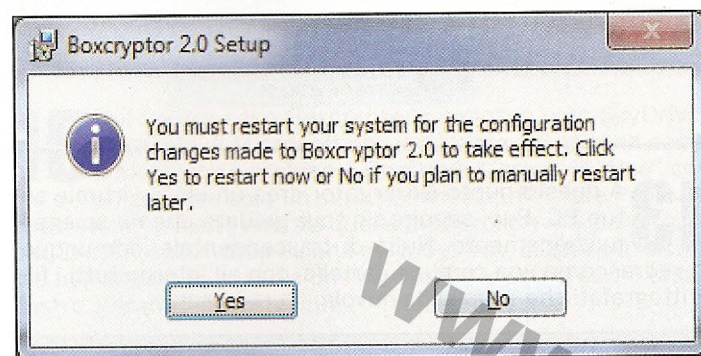 Boxcryptor 2.0 Setup
You must restart your system for the configuration
changes made to Boxcryptor 2.0 to take effect. Click
Yes to restart now or No if you plan to manually restart
later.
Yes
No
www.